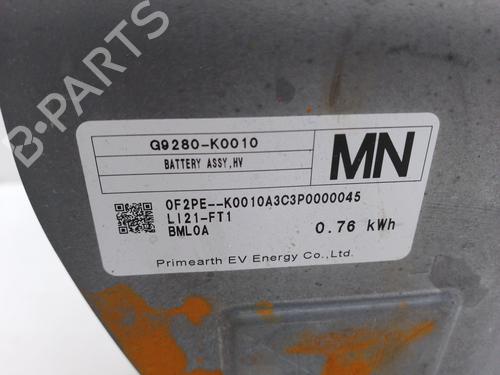 B-PARTS
G9280-K0010
BATTERY ASSY,HV
MN
0F2PE--K0010A3C3P0000045
LI21-FT1
BML0A
0.76 kWh
Primearth EV Energy Co.,Ltd.